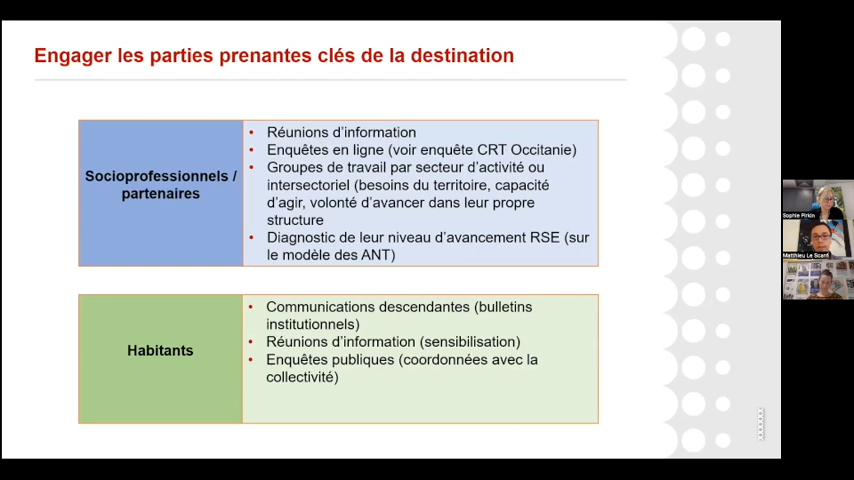 Engager les parties prenantes clés de la destination
Socioprofessionnels /
partenaires
• Réunions d'information
• Enquêtes en ligne (voir enquête CRT Occitanie)
• Groupes de travail par secteur d'activité ou
intersectoriel (besoins du territoire, capacité
d'agir, volonté d'avancer dans leur propre
structure
• Diagnostic de leur niveau d'avancement RSE (sur
le modèle des ANT)
Habitants
• Communications descendantes (bulletins
institutionnels)
• Réunions d'information (sensibilisation)
• Enquêtes publiques (coordonnées avec la
collectivité)
Sophie Pirkin
Matthieu Le Scanf